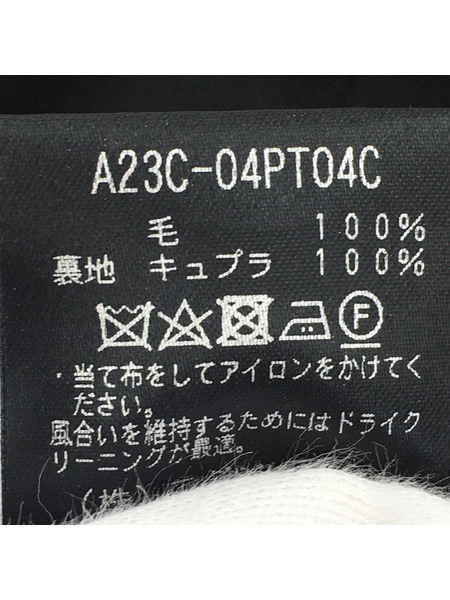 A23C-04PT04C
毛 100%
裏地 キュプラ 100%
F
・当て布をしてアイロンをかけてく
ださい。
風合いを維持するためにはドライク
リーニングが最適。
(株)